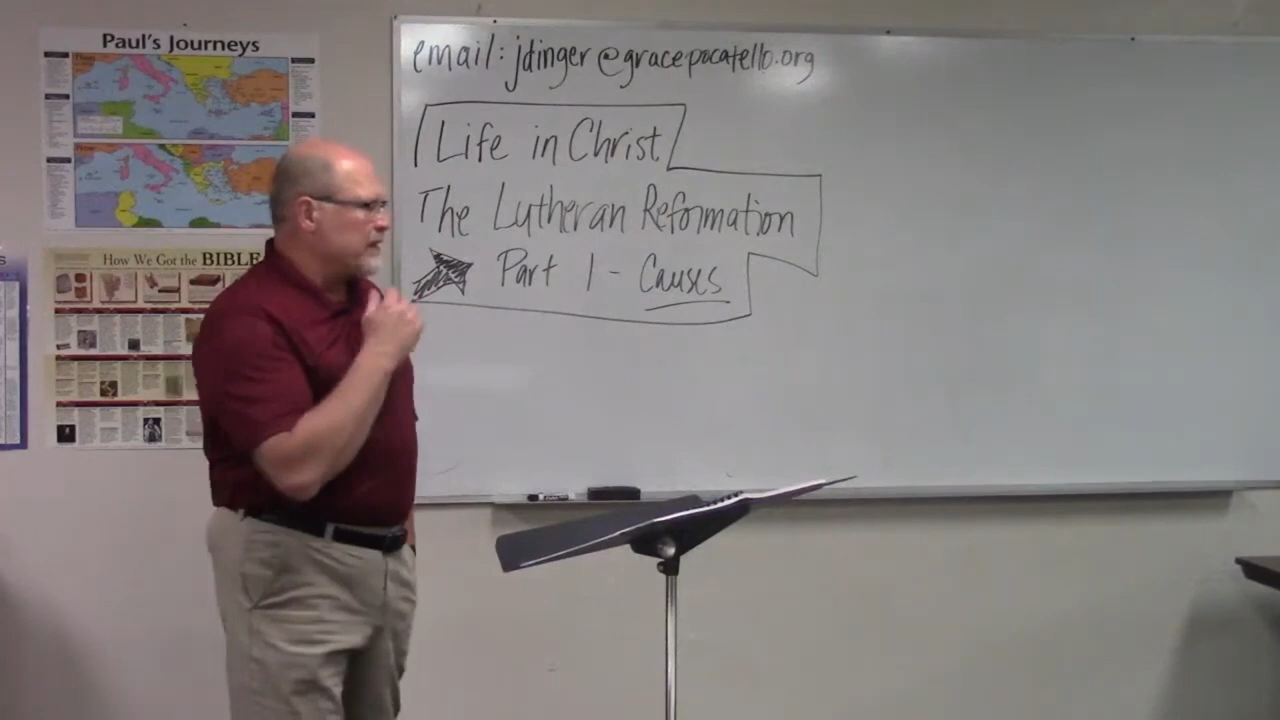 Paul's Journeys
How We Got the BIBLE
email: jdinger@gracepocatello.org
Life in Christ
The Lutheran Reformation
Part 1 - Causes